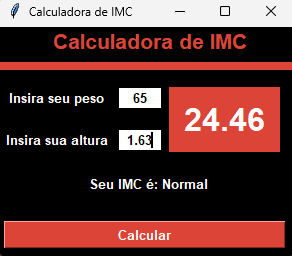 Calculadora de IMC
Calculadora de IMC
Insira seu peso 65
24.46
Insira sua altura 1.63
Seu IMC é: Normal
Calcular